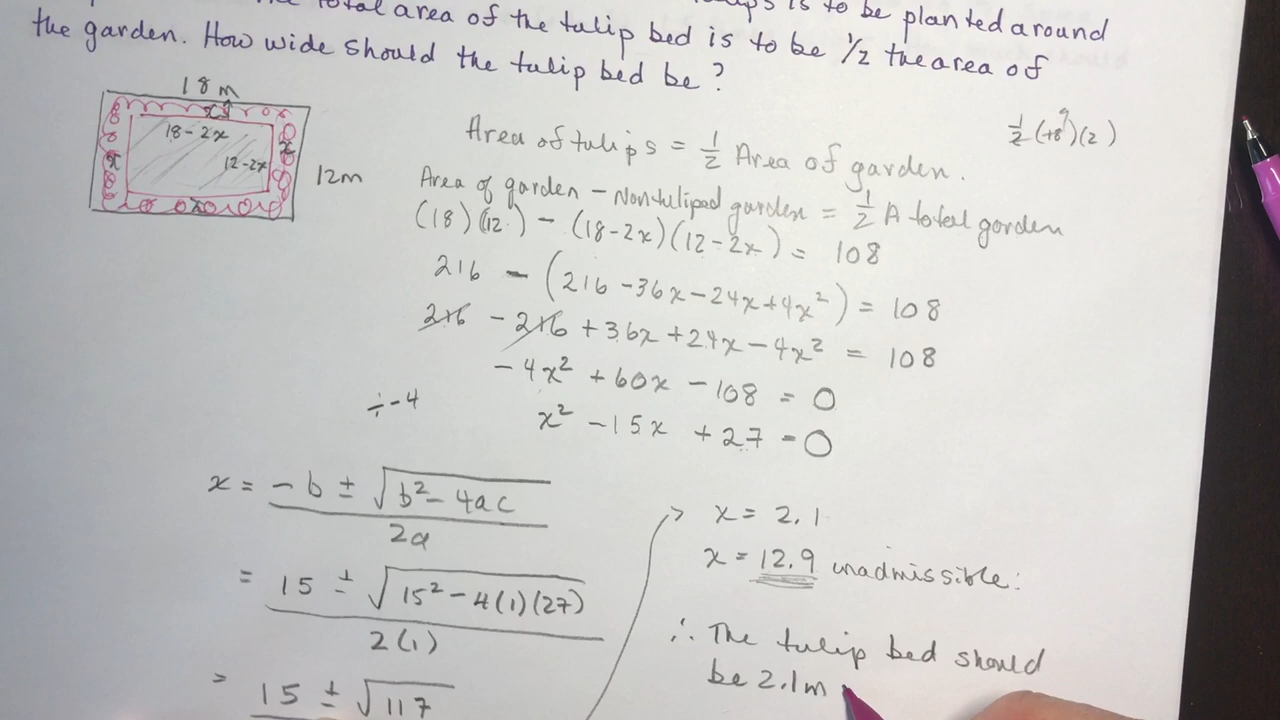 total area of the tulip bed is to be planted around
the garden. How wide should the tulip bed be ? 1/2 the area of
18 m
x
18-2x
x
12-2x
x
x
12m
1/2 (18)(2)
9
Area of tulips = 1/2 Area of garden.
Area of garden - Nontuliped garden = 1/2 A total garden
(18)(12) - (18-2x)(12-2x) = 108
216 - (216 -36x-24x+4x²) = 108
216 - 216 +36x+24x-4x² = 108
-4x² +60x -108 = 0
÷-4
x² -15x +27 =0
x = -b ± √b²-4ac
2a
= 15 ± √15²-4(1)(27)
2(1)
= 15 ± √117
x = 2.1
x = 12.9 inadmissible:
∴ The tulip bed should
be 2.1m